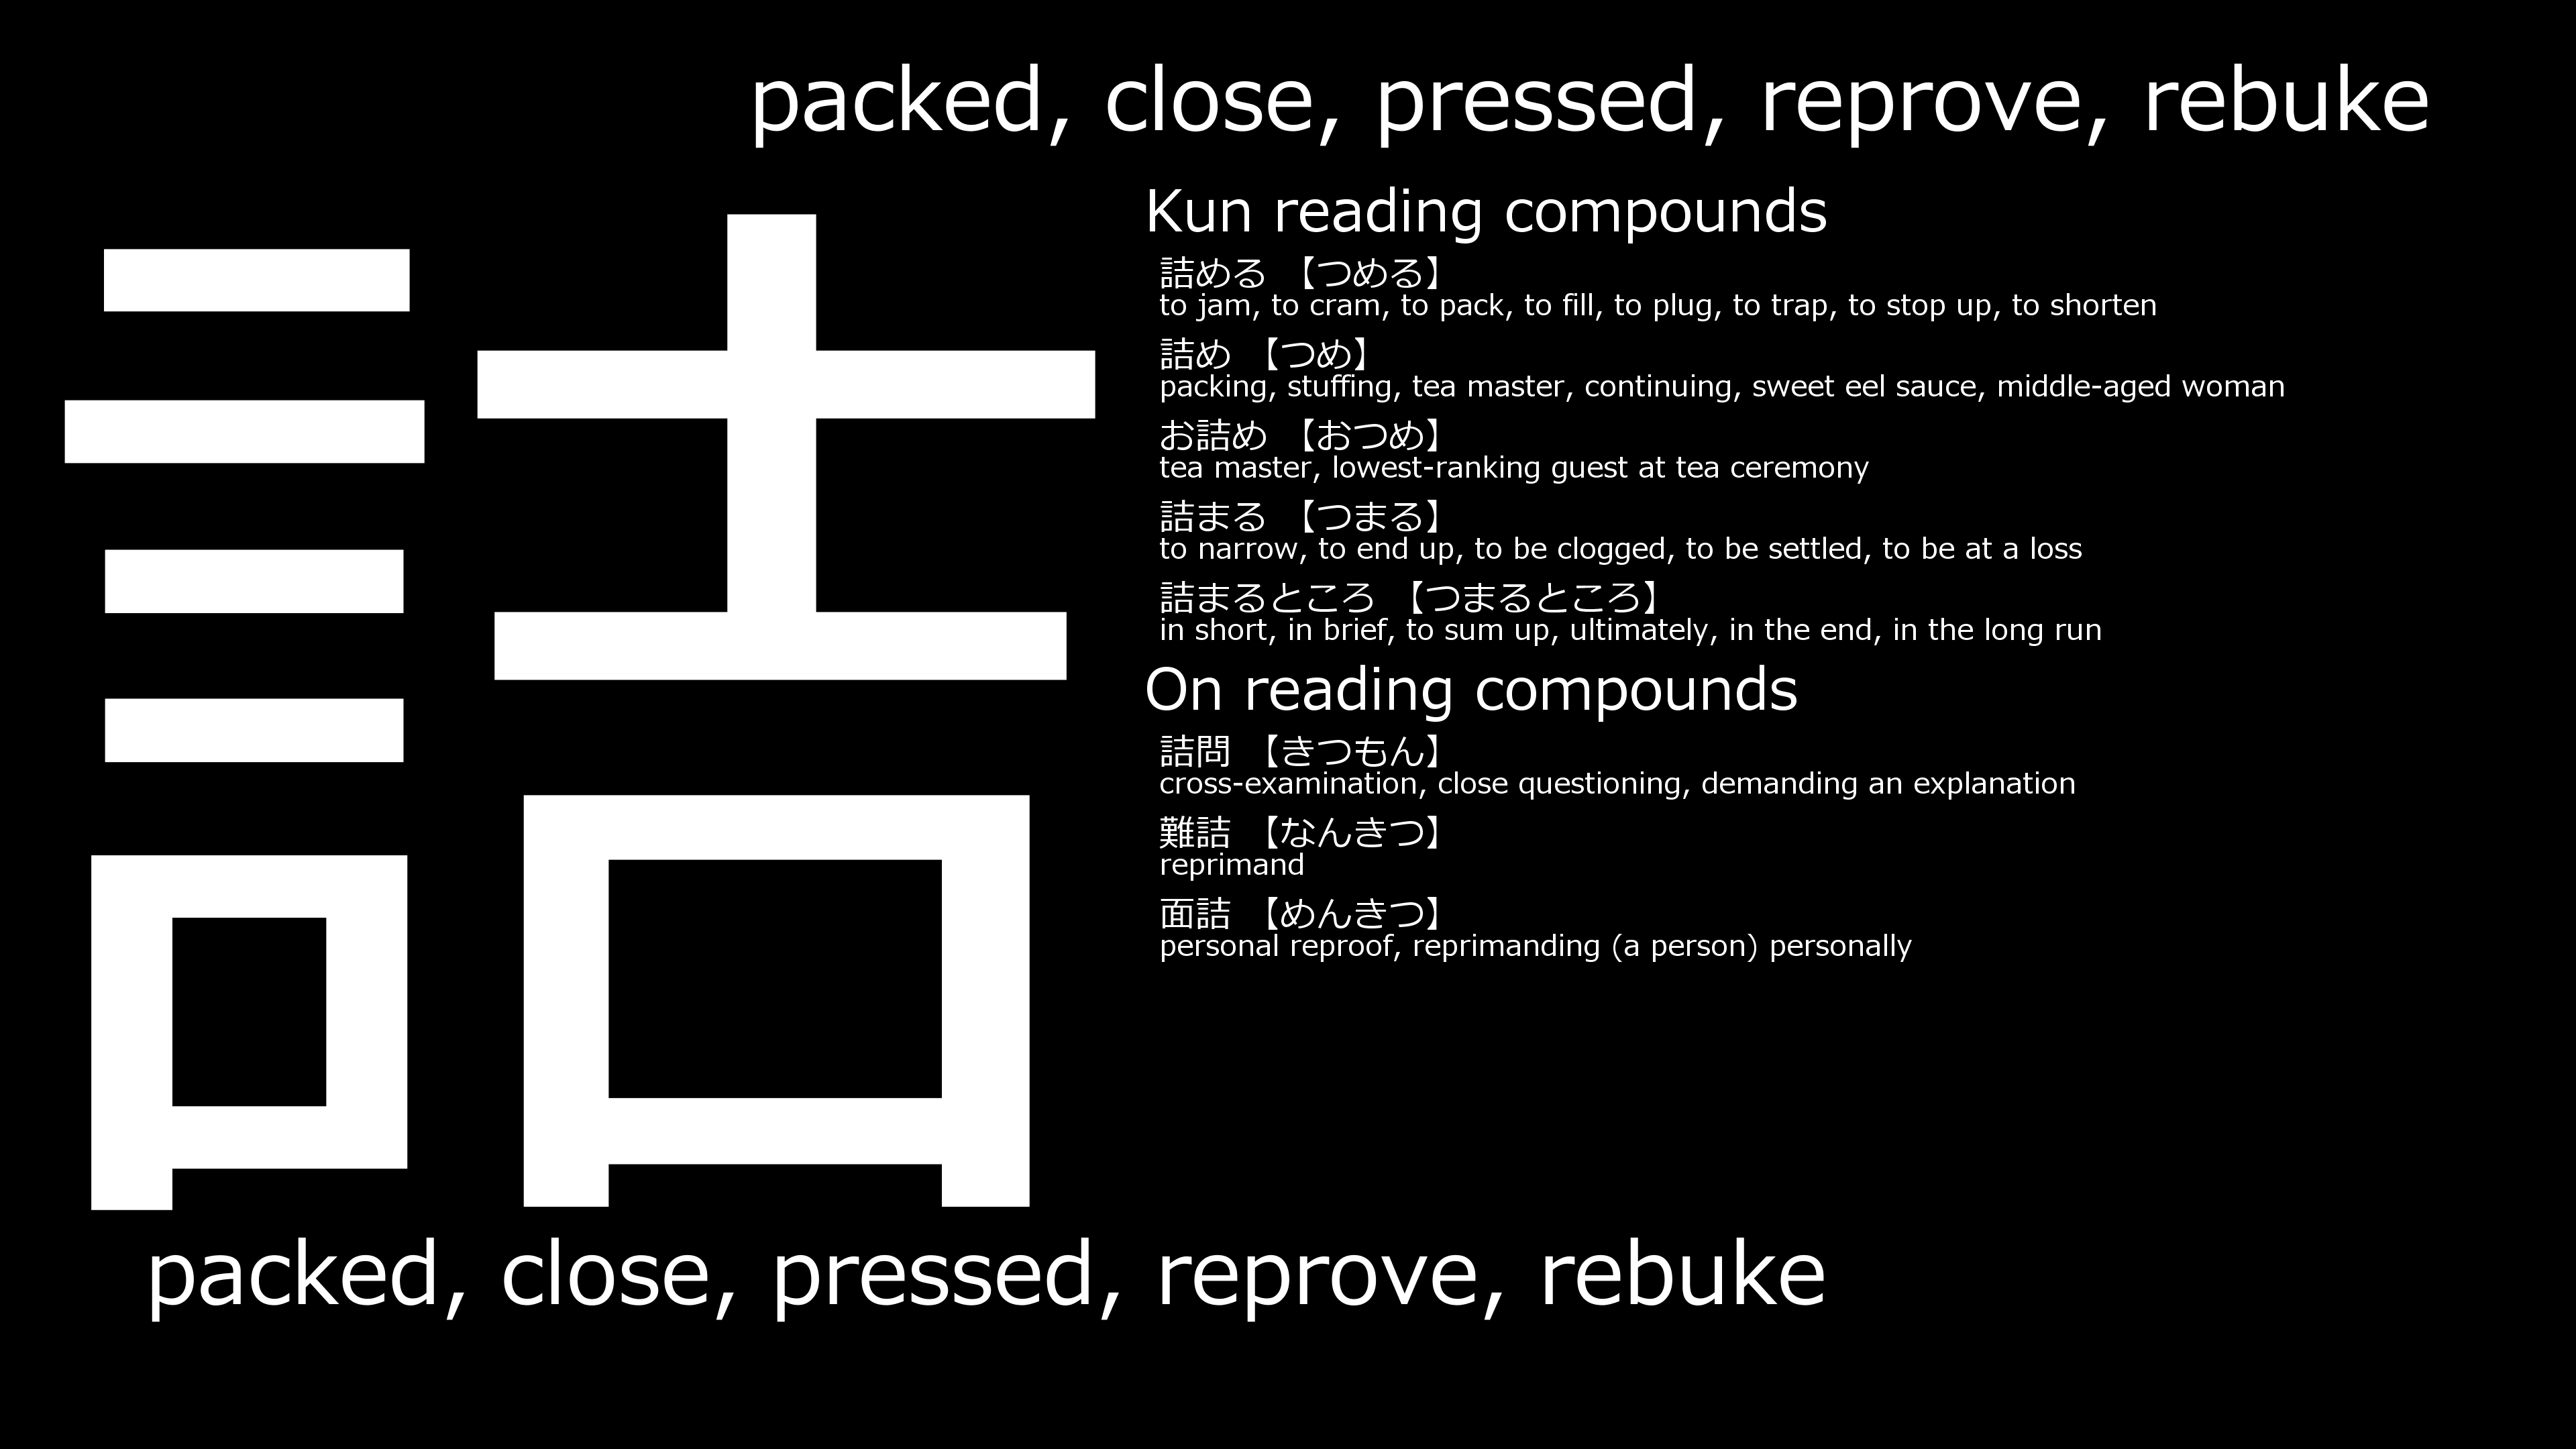 packed, close, pressed, reprove, rebuke
詰
Kun reading compounds
詰める 【つめる】
to jam, to cram, to pack, to fill, to plug, to trap, to stop up, to shorten
詰め 【つめ】
packing, stuffing, tea master, continuing, sweet eel sauce, middle-aged woman
お詰め 【おつめ】
tea master, lowest-ranking guest at tea ceremony
詰まる 【つまる】
to narrow, to end up, to be clogged, to be settled, to be at a loss
詰まるところ 【つまるところ】
in short, in brief, to sum up, ultimately, in the end, in the long run
On reading compounds
詰問 【きつもん】
cross-examination, close questioning, demanding an explanation
難詰 【なんきつ】
reprimand
面詰 【めんきつ】
personal reproof, reprimanding (a person) personally
packed, close, pressed, reprove, rebuke